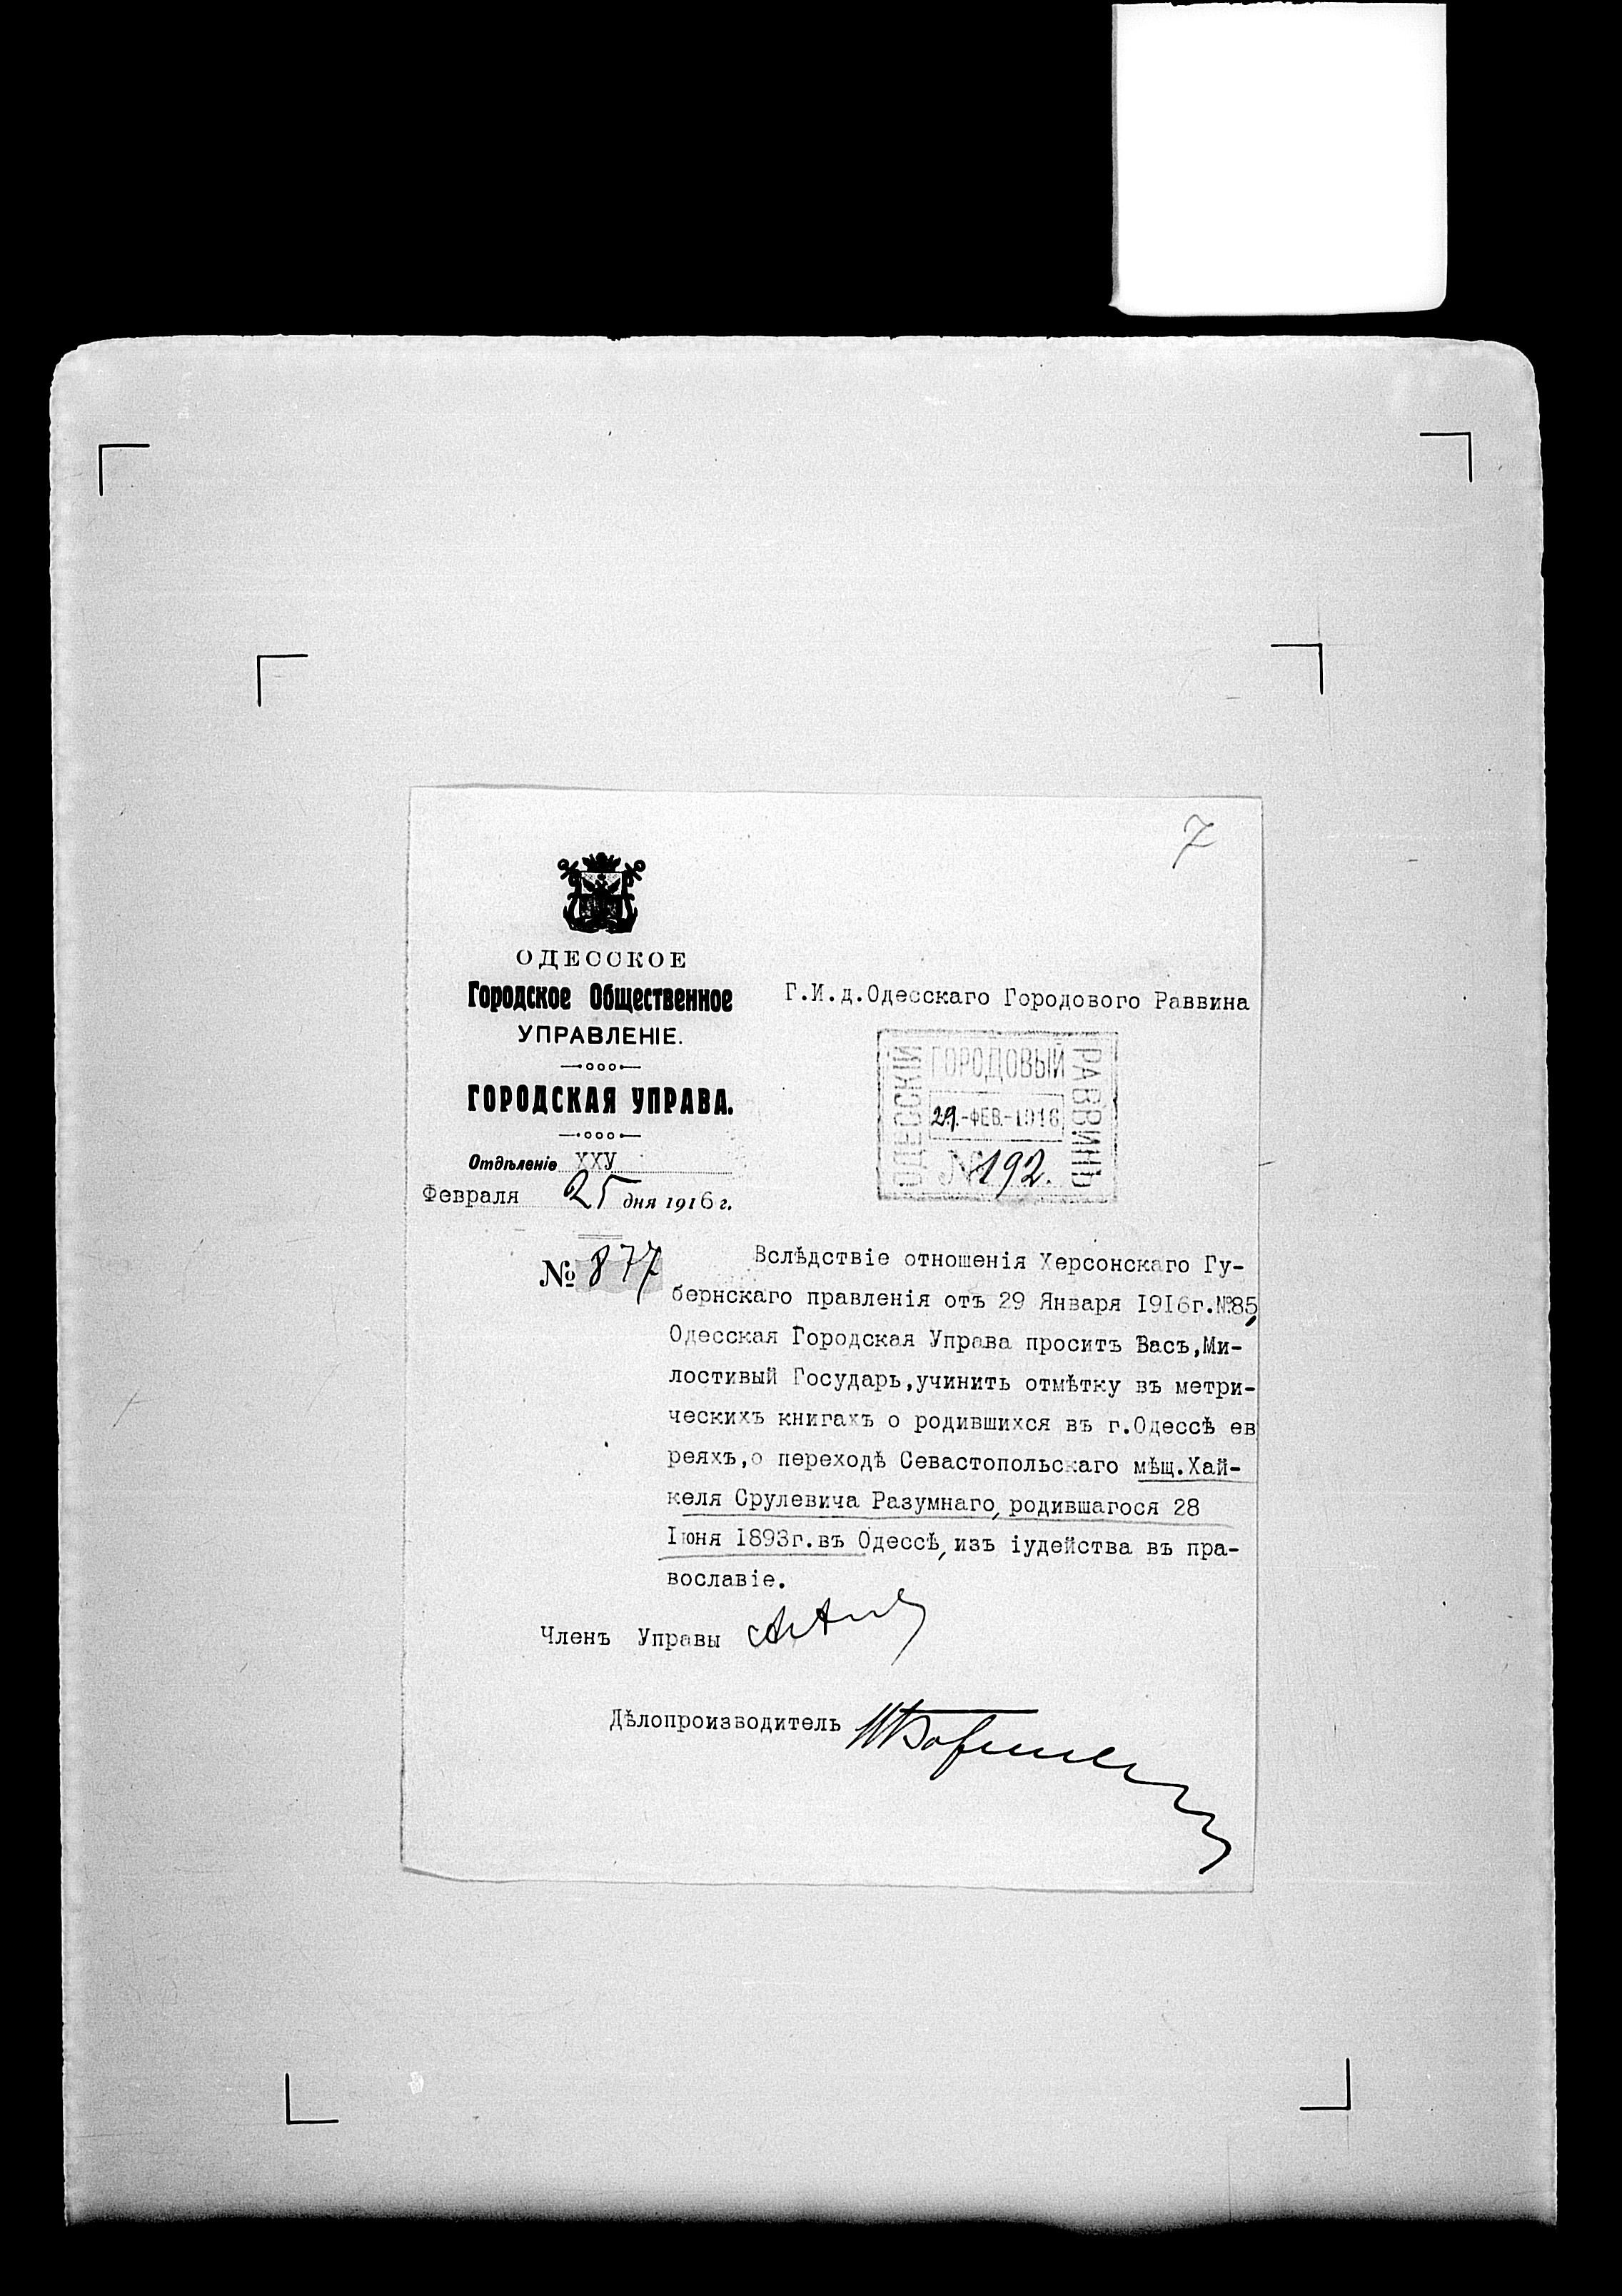 7
ОДЕССКОЕ
Городское Общественное
УПРАВЛЕНІЕ.
ГОРОДСКАЯ УПРАВА.
Отдѣленіе XXУ
Февраля 25 дня 1916 г.
№ 877
Г.И.д.Одесскаго Городового Раввина
ОДЕССКІЙ
ГОРОДОВЫЙ
РАВВИНЪ
29.-ФЕВ.-1916
№ 192.
Вслѣдствіе отношенія Херсонскаго Гу-
бернскаго правленія отъ 29 Января 1916г.№85,
Одесская Городская Управа проситъ Васъ,Ми-
лостивый Государь,учинить отмѣтку въ метри-
ческихъ книгахъ о родившихся въ г.Одессѣ ев
реяхъ,о переходѣ Севастопольскаго мѣщ.Хай-
келя Срулевича Разумнаго, родившагося 28
Іюня 1893г.въ Одессѣ, изъ іудейства въ пра-
вославіе.
Членъ Управы
Дѣлопроизводитель